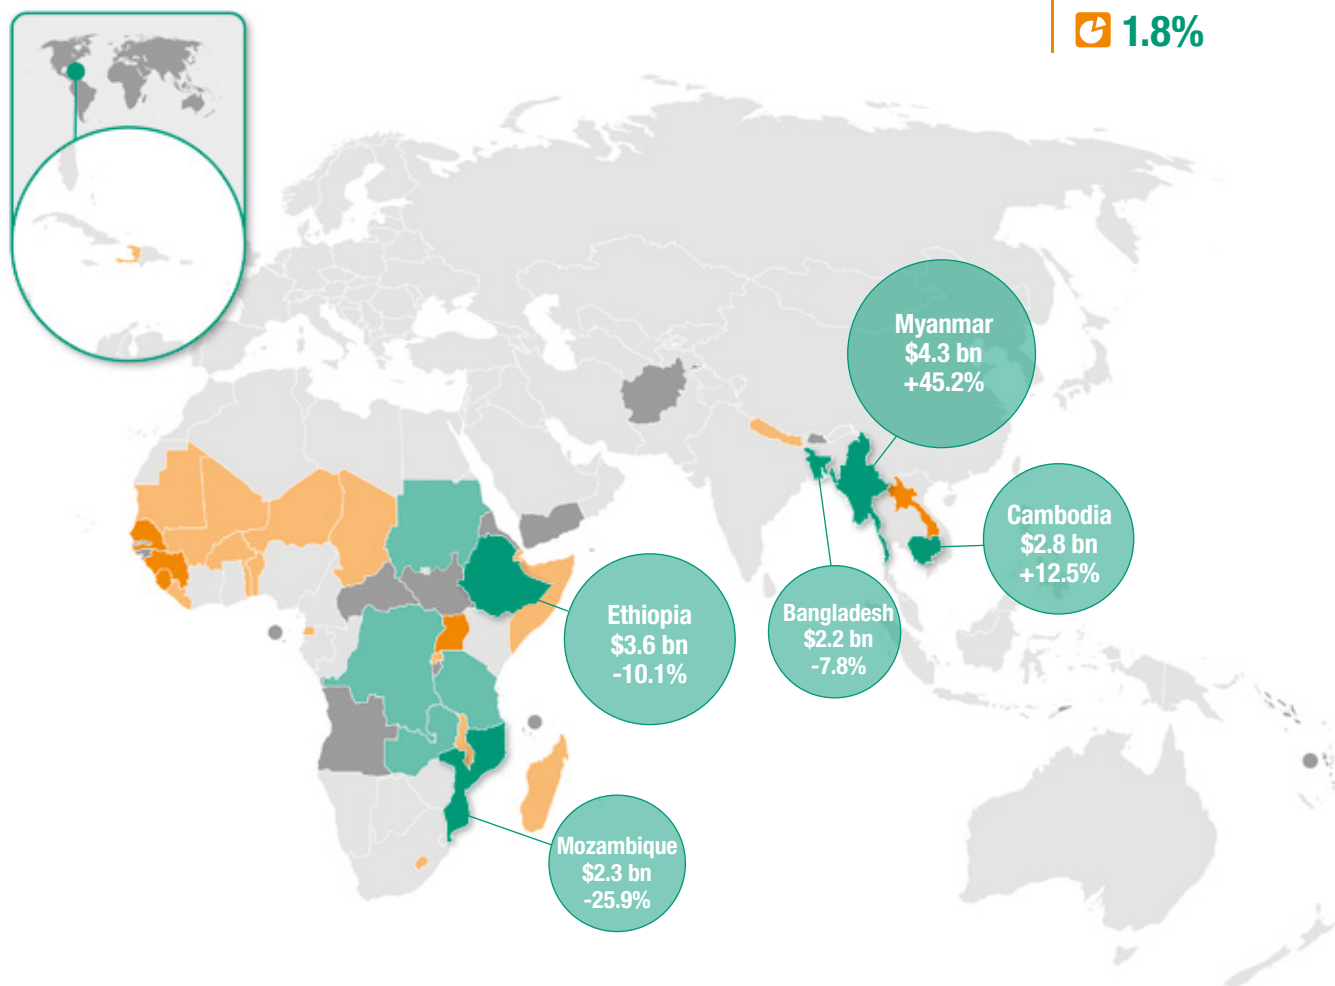 1.8%
Myanmar
$4.3 bn
+45.2%
Cambodia
$2.8 bn
+12.5%
Ethiopia
$3.6 bn
-10.1%
Bangladesh
$2.2 bn
-7.8%
Mozambique
$2.3 bn
-25.9%